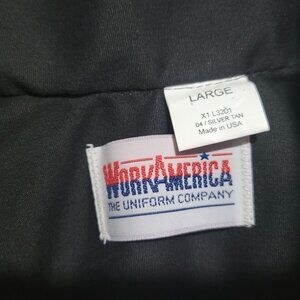 LARGE
X1 L3201
04 / SILVER TAN
Made in USA
WORKAMERICA
THE UNIFORM COMPANY